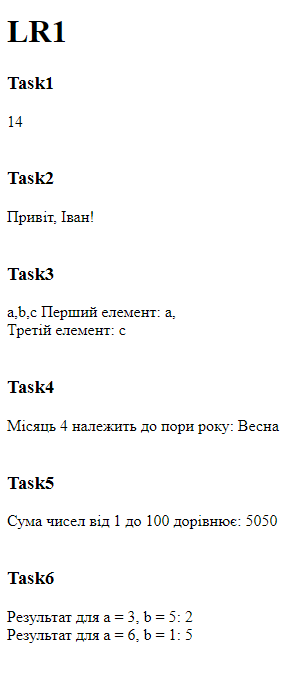 LR1
Task1
14
Task2
Привіт, Іван!
Task3
a,b,c Перший елемент: a,
Третій елемент: c
Task4
Місяць 4 належить до пори року: Весна
Task5
Сума чисел від 1 до 100 дорівнює: 5050
Task6
Результат для a = 3, b = 5: 2
Результат для a = 6, b = 1: 5